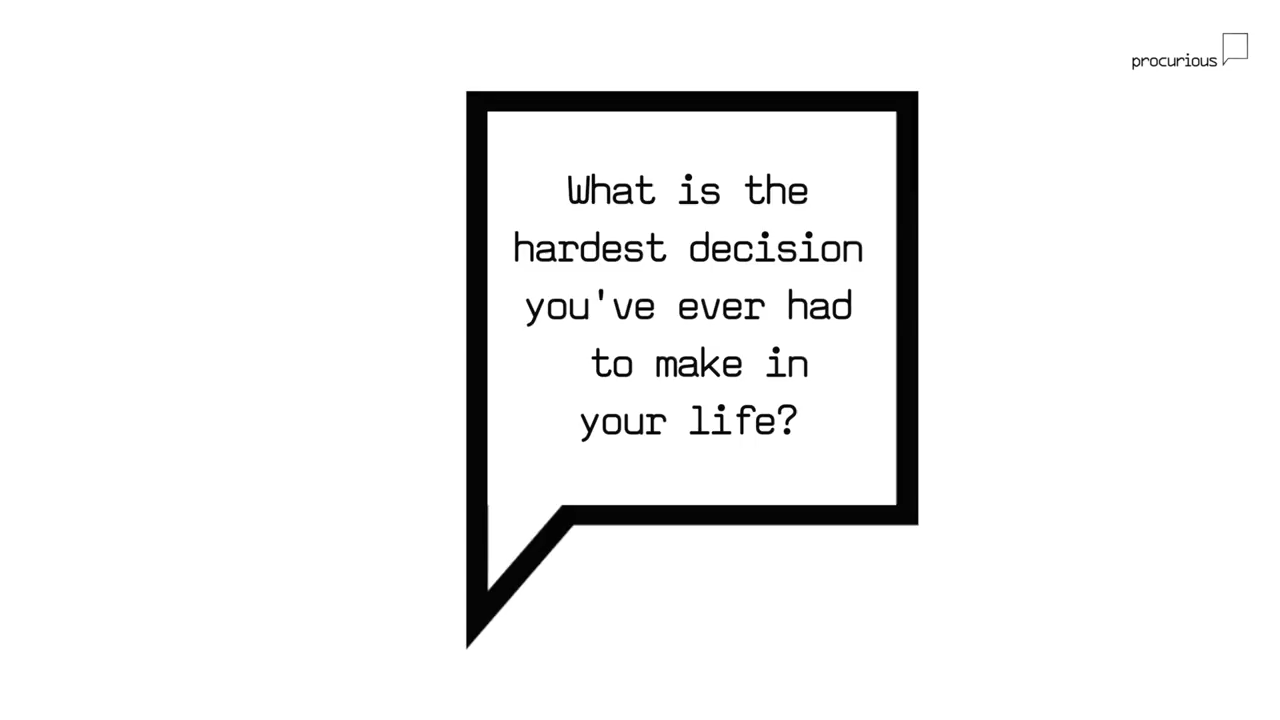 procurious
What is the
hardest decision
you've ever had
to make in
your life?